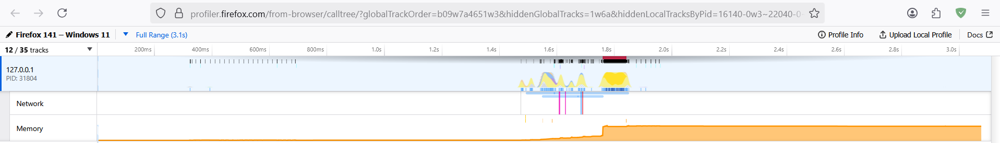 profiler.firefox.com/from-browser/calltree/?globalTrackOrder=b09w7a4651w3&hiddenGlobalTracks=1w6a&hiddenLocalTracksByPid=16140-0w3~22040-0
Firefox 141 – Windows 11 Full Range (3.1s) Profile Info Upload Local Profile Docs
12 / 35 tracks 200ms 400ms 600ms 800ms 1.0s 1.2s 1.4s 1.6s 1.8s 2.0s 2.2s 2.4s 2.6s 2.8s 3.0s
127.0.0.1
PID: 31804
Network
Memory